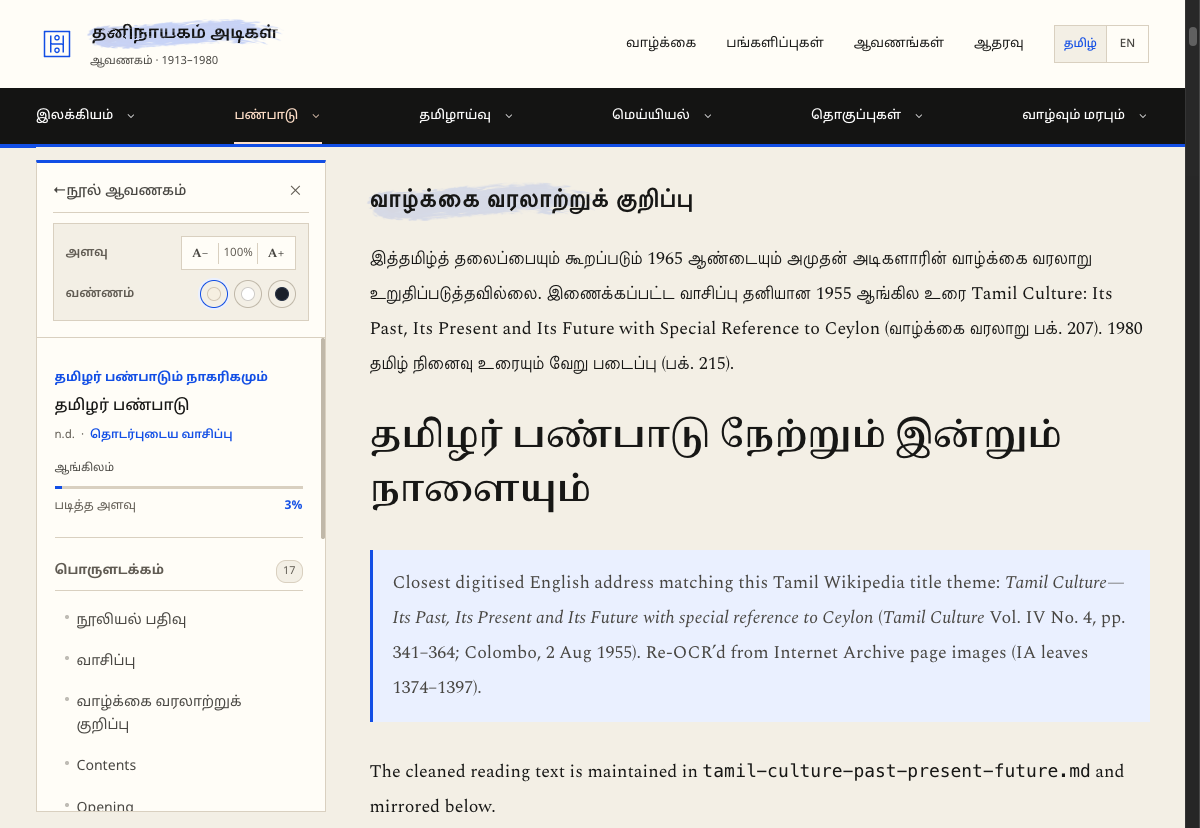 தனிநாயகம் அடிகள்
ஆவணகம் · 1913–1980
வாழ்க்கை பங்களிப்புகள் ஆவணங்கள் ஆதரவு தமிழ் EN
இலக்கியம் பண்பாடு தமிழாய்வு மெய்யியல் தொகுப்புகள் வாழ்வும் மரபும்
←நூல் ஆவணகம் ×
அளவு A− 100% A+
வண்ணம்
தமிழர் பண்பாடும் நாகரிகமும்
தமிழர் பண்பாடு
n.d. · தொடர்புடைய வாசிப்பு
ஆங்கிலம்
படித்த அளவு 3%
பொருளடக்கம் 17
நூலியல் பதிவு
வாசிப்பு
வாழ்க்கை வரலாற்றுக்
குறிப்பு
Contents
Opening
வாழ்க்கை வரலாற்றுக் குறிப்பு
இத்தமிழ்த் தலைப்பையும் கூறப்படும் 1965 ஆண்டையும் அமுதன் அடிகளாரின் வாழ்க்கை வரலாறு
உறுதிப்படுத்தவில்லை. இணைக்கப்பட்ட வாசிப்பு தனியான 1955 ஆங்கில உரை Tamil Culture: Its
Past, Its Present and Its Future with Special Reference to Ceylon (வாழ்க்கை வரலாறு பக். 207). 1980
தமிழ் நினைவு உரையும் வேறு படைப்பு (பக். 215).
தமிழர் பண்பாடு நேற்றும் இன்றும்
நாளையும்
Closest digitised English address matching this Tamil Wikipedia title theme: Tamil Culture—
Its Past, Its Present and Its Future with special reference to Ceylon (Tamil Culture Vol. IV No. 4, pp.
341–364; Colombo, 2 Aug 1955). Re-OCR’d from Internet Archive page images (IA leaves
1374–1397).
The cleaned reading text is maintained in tamil-culture-past-present-future.md and
mirrored below.